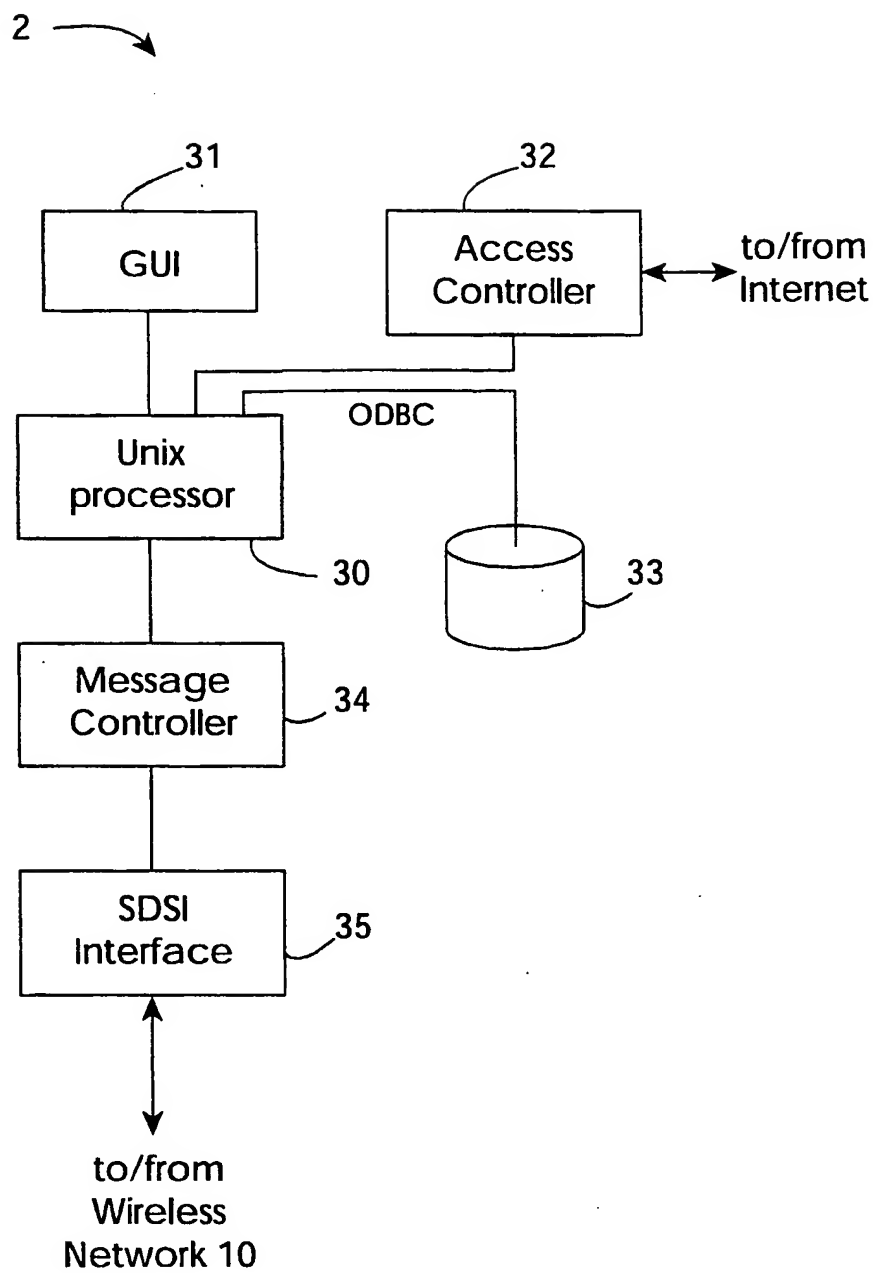 2
31
32
GUI
Access
Controller
to/from
Internet
ODBC
Unix
processor
30
33
Message
Controller
34
SDSI
Interface
35
to/from
Wireless
Network 10